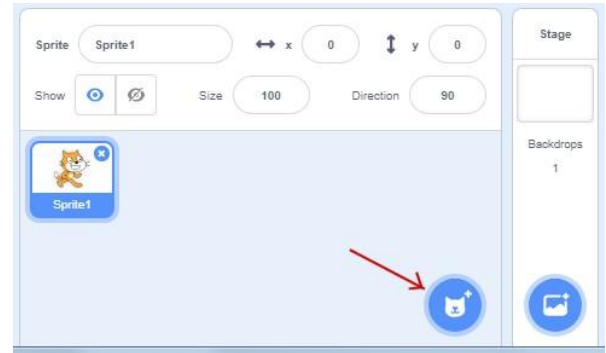 Sprite Sprite1 x 0 y 0
Show Size 100 Direction 90
Sprite1
Stage
Backdrops
1